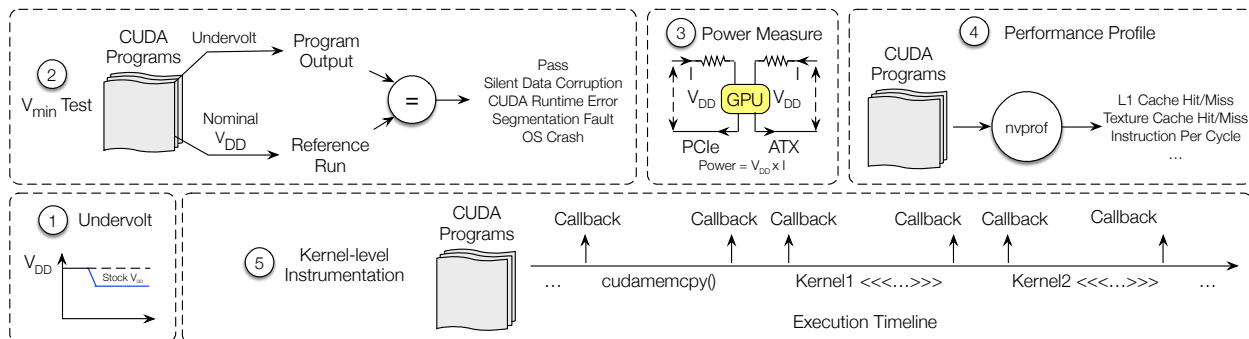 2
V_min Test
CUDA
Programs
Undervolt
Nominal
V_DD
Program
Output
Reference
Run
=
Pass
Silent Data Corruption
CUDA Runtime Error
Segmentation Fault
OS Crash
3 Power Measure
I I
V_DD GPU V_DD
PCIe ATX
Power = V_DD x I
4 Performance Profile
CUDA
Programs
nvprof
L1 Cache Hit/Miss
Texture Cache Hit/Miss
Instruction Per Cycle
...
1 Undervolt
V_DD
Stock V_DD
5 Kernel-level
Instrumentation
CUDA
Programs
Callback Callback Callback Callback Callback Callback
... cudamemcpy() Kernel1 <<<...>>> Kernel2 <<<...>>> ...
Execution Timeline